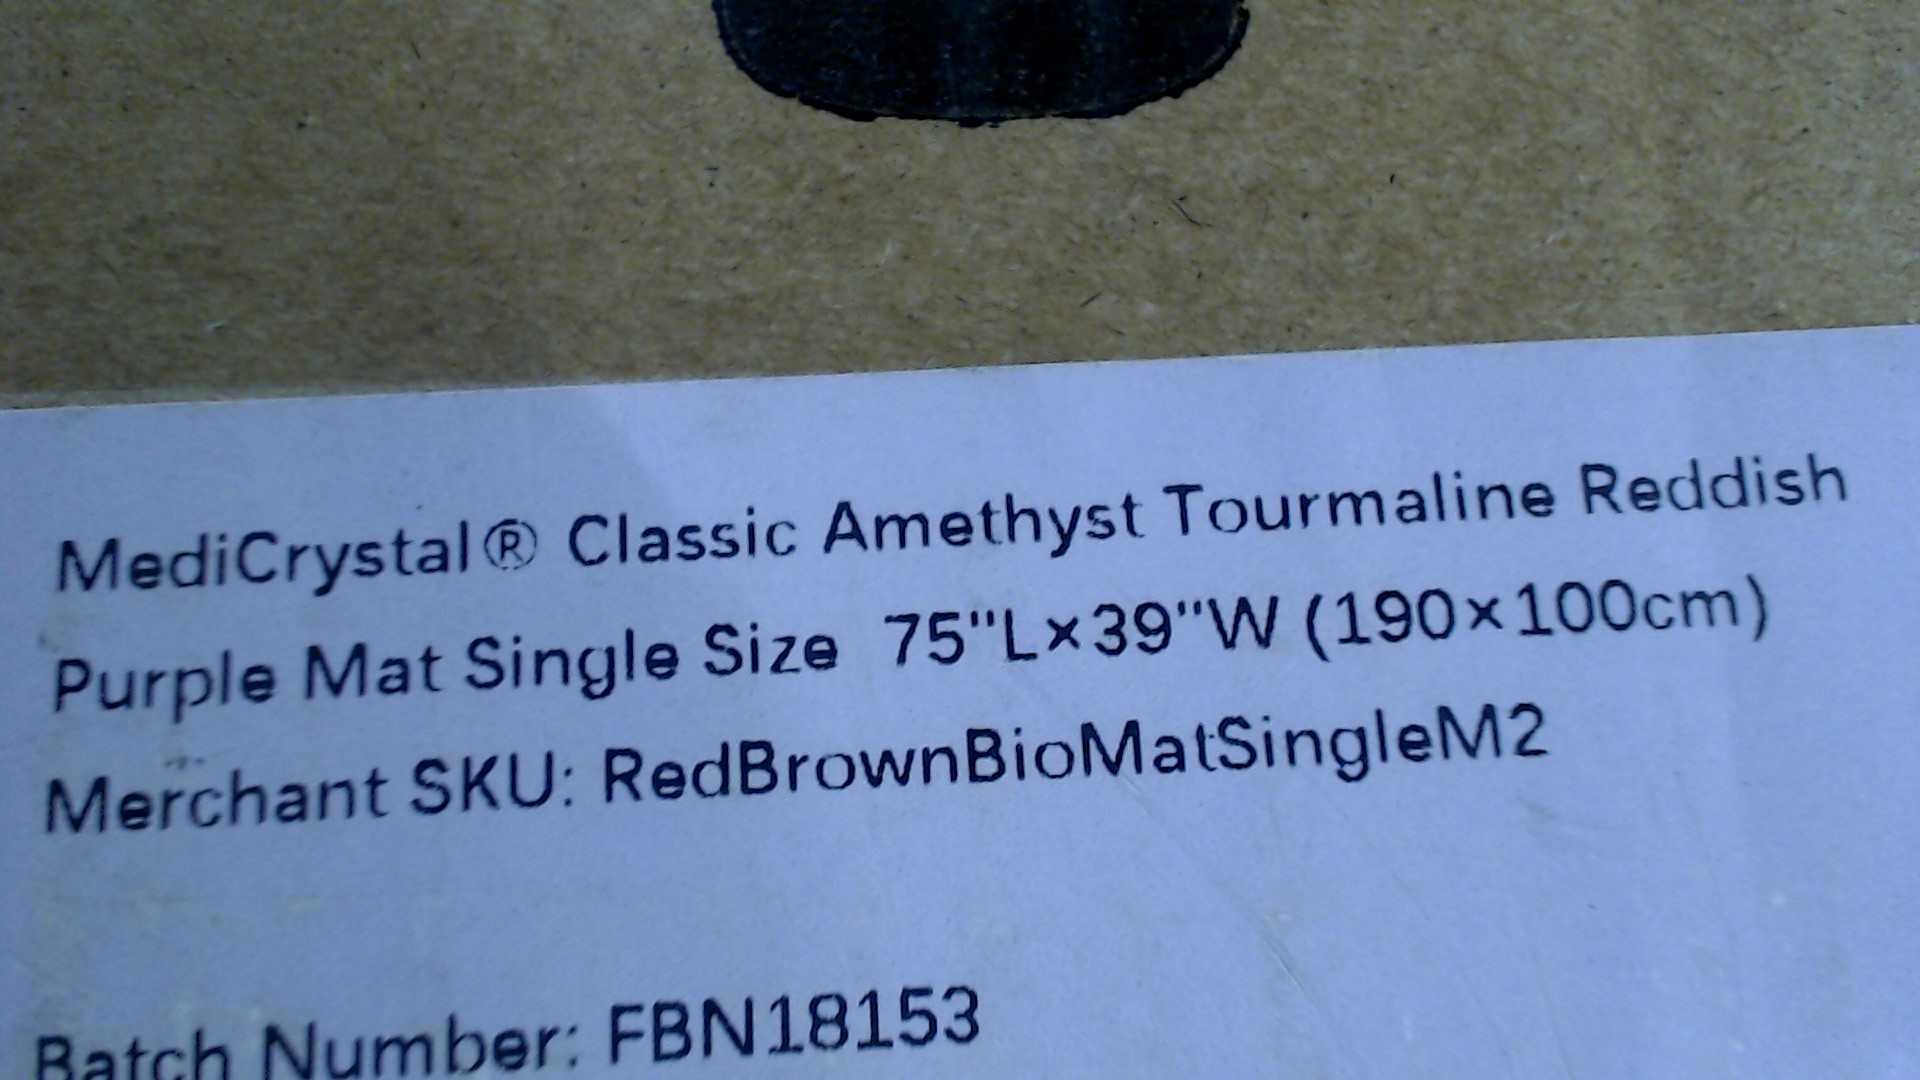 MediCrystal® Classic Amethyst Tourmaline Reddish
Purple Mat Single Size 75"L×39"W (190×100cm)
Merchant SKU: RedBrownBioMatSingleM2
Batch Number: FBN18153